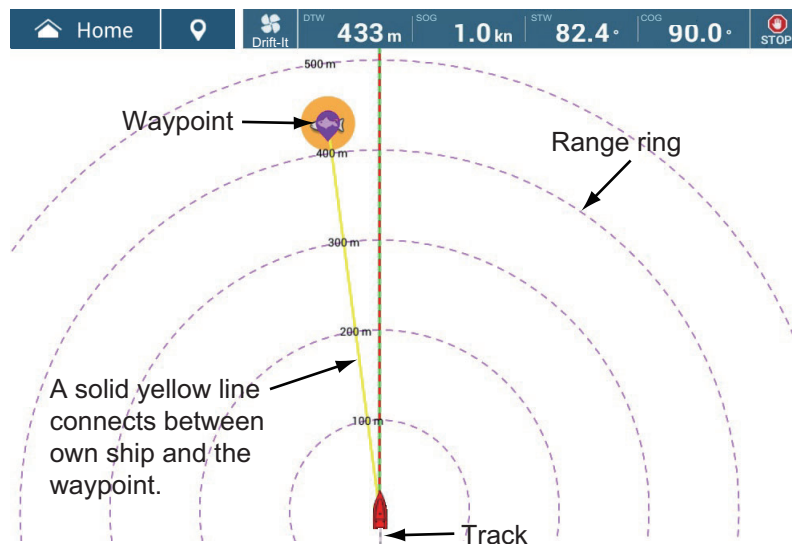 Home
Drift-It
DTW 433 m
SOG 1.0 kn
STW 82.4 °
COG 90.0 °
STOP
500 m
Waypoint
400 m
Range ring
300 m
200 m
A solid yellow line
connects between
own ship and the
waypoint.
100 m
Track